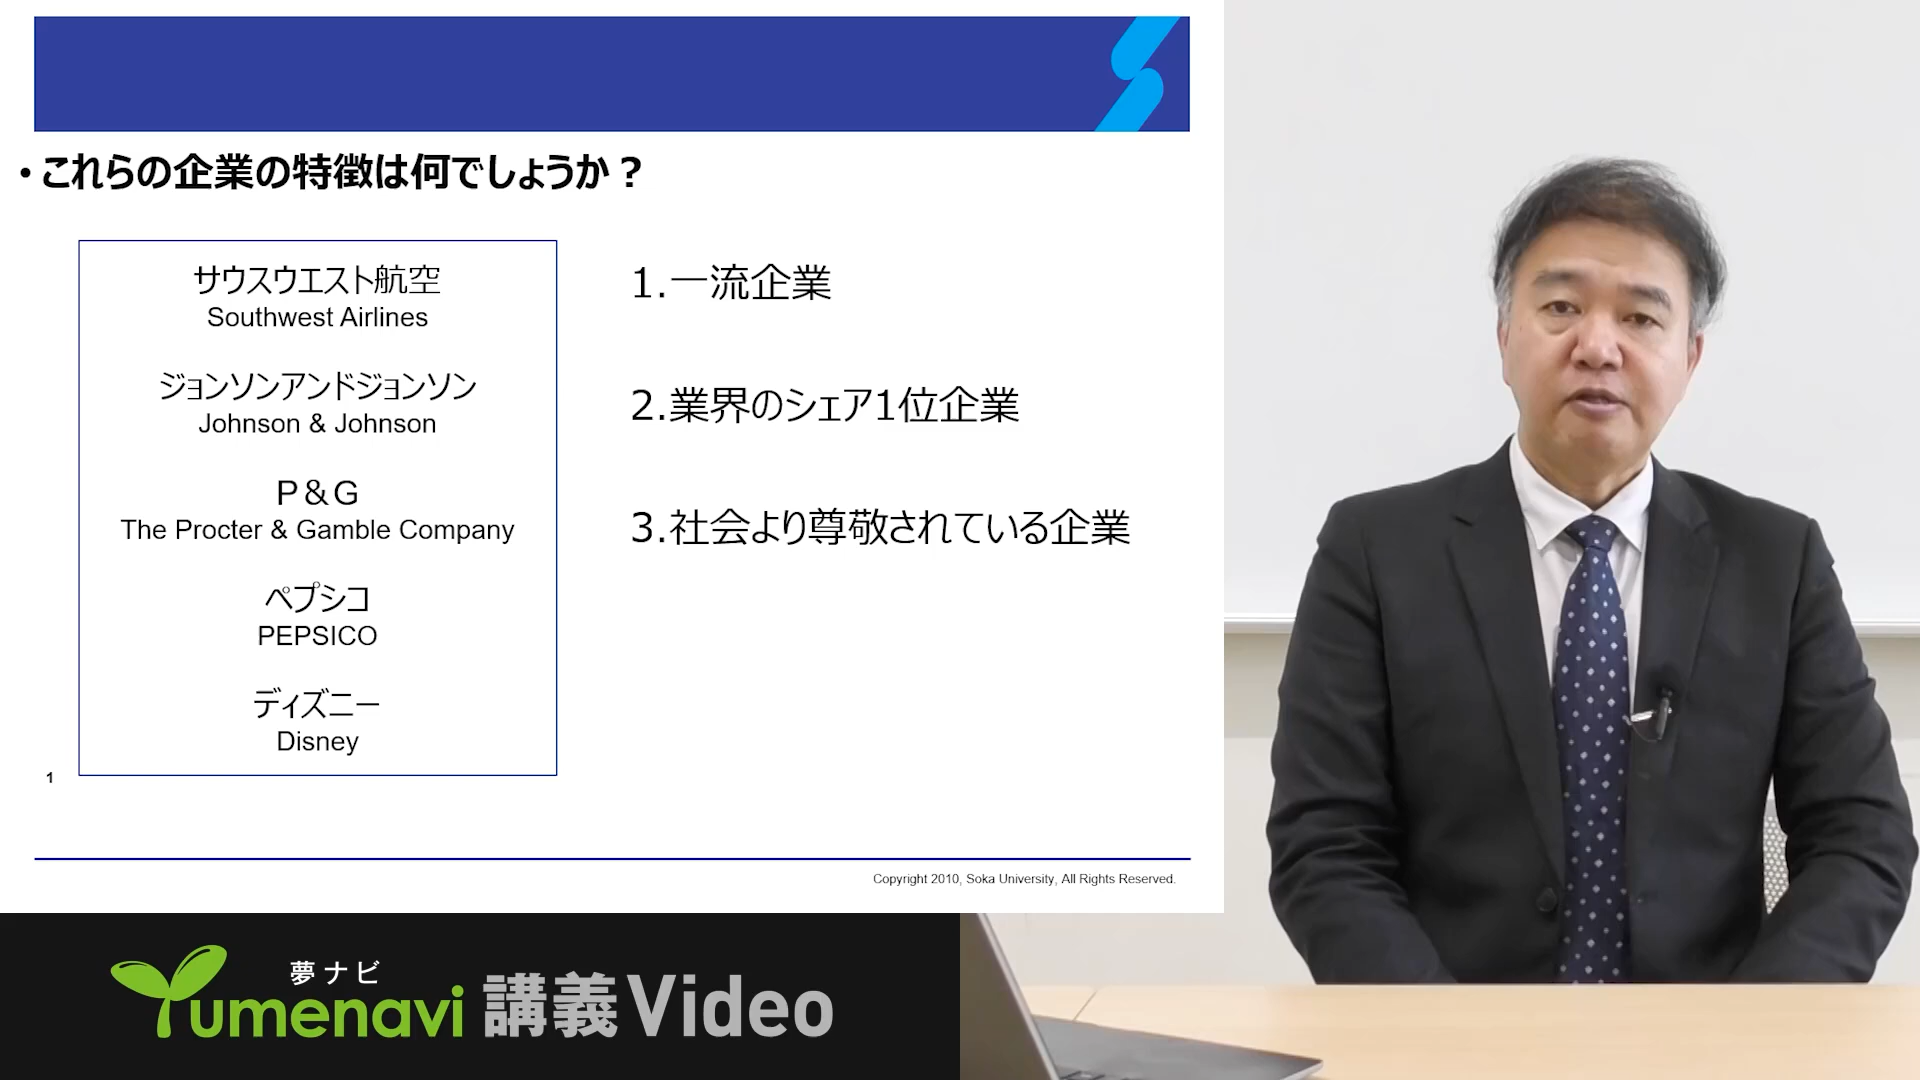 ・これらの企業の特徴は何でしょうか？
サウスウエスト航空
Southwest Airlines
ジョンソンアンドジョンソン
Johnson & Johnson
P＆G
The Procter & Gamble Company
ペプシコ
PEPSICO
ディズニー
Disney
1.一流企業
2.業界のシェア1位企業
3.社会より尊敬されている企業
1
Copyright 2010, Soka University, All Rights Reserved.
夢ナビ
Yumenavi 講義Video